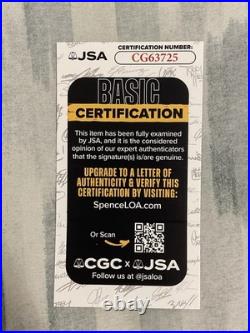 JSA
CERTIFICATION NUMBER:
CG63725
BASIC
CERTIFICATION
This item has been fully examined
by JSA, and it is the considered
opinion of our expert authenticators
that the signature(s) is/are genuine.
UPGRADE TO A LETTER OF
AUTHENTICITY & VERIFY THIS
CERTIFICATION BY VISITING:
SpenceLOA.com
Or Scan
CGC x JSA
Follow us at @jsaloa